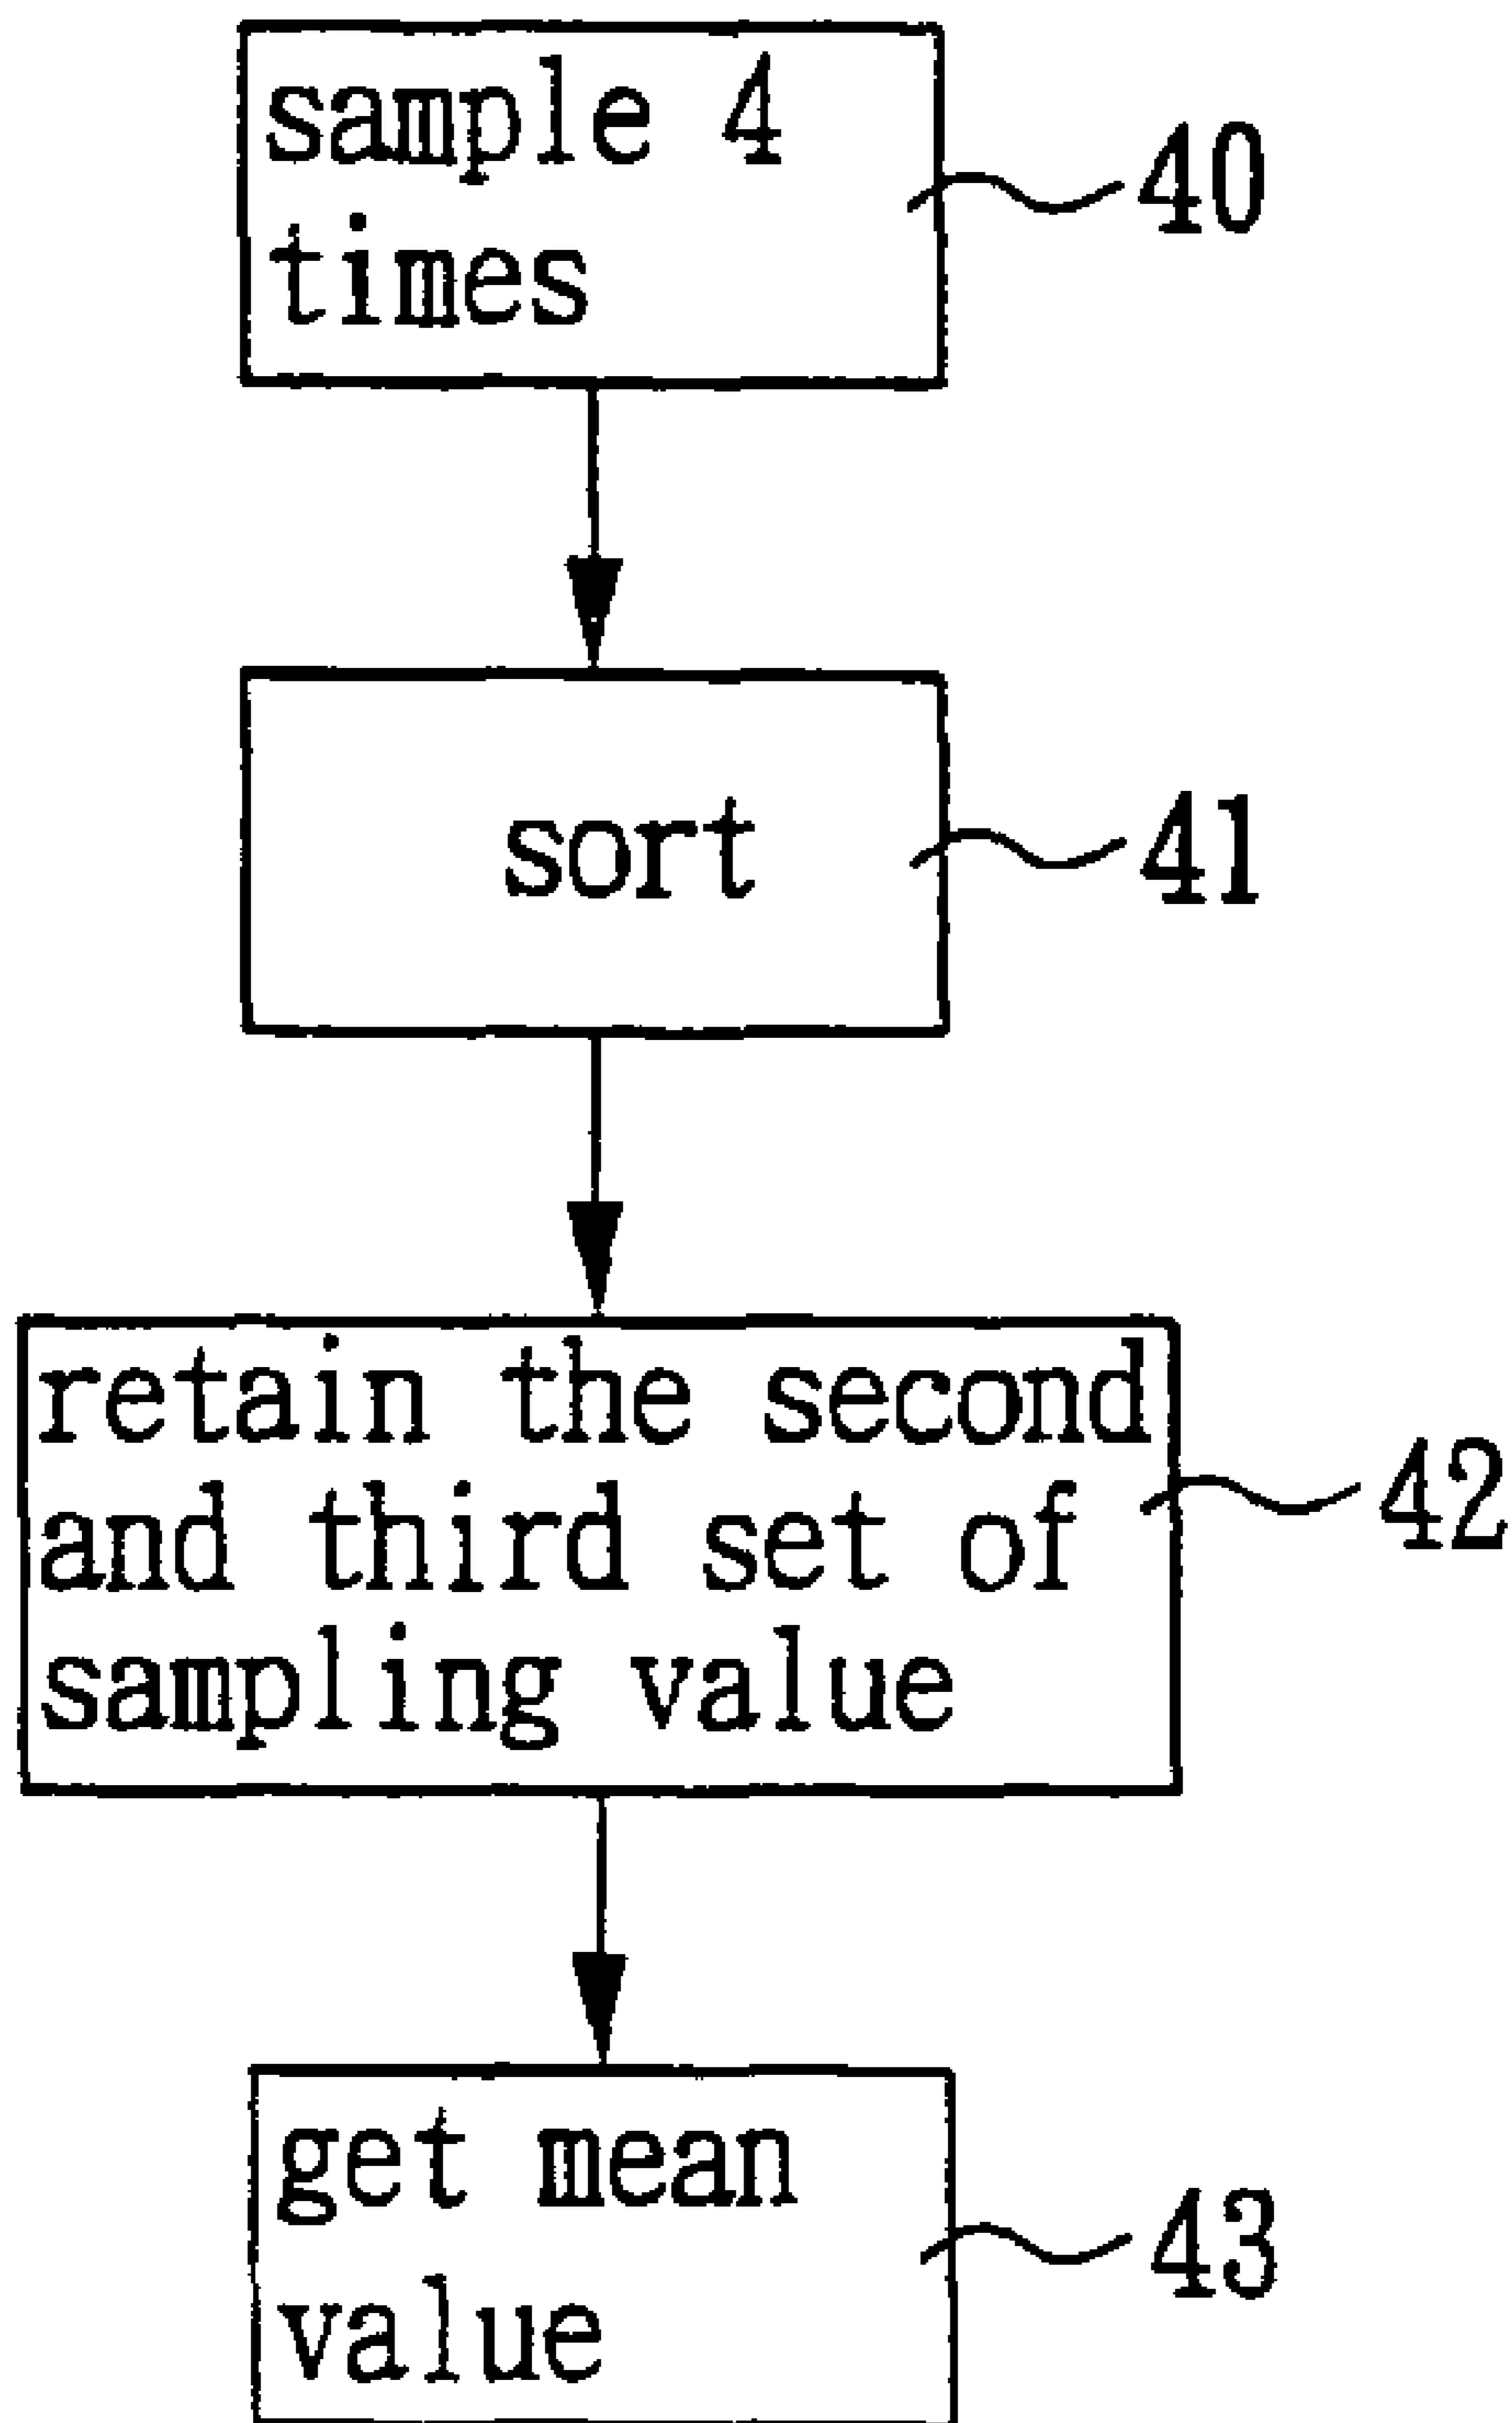 sample 4
times
40
sort
41
retain the second
and third set of
sampling value
42
get mean
value
43